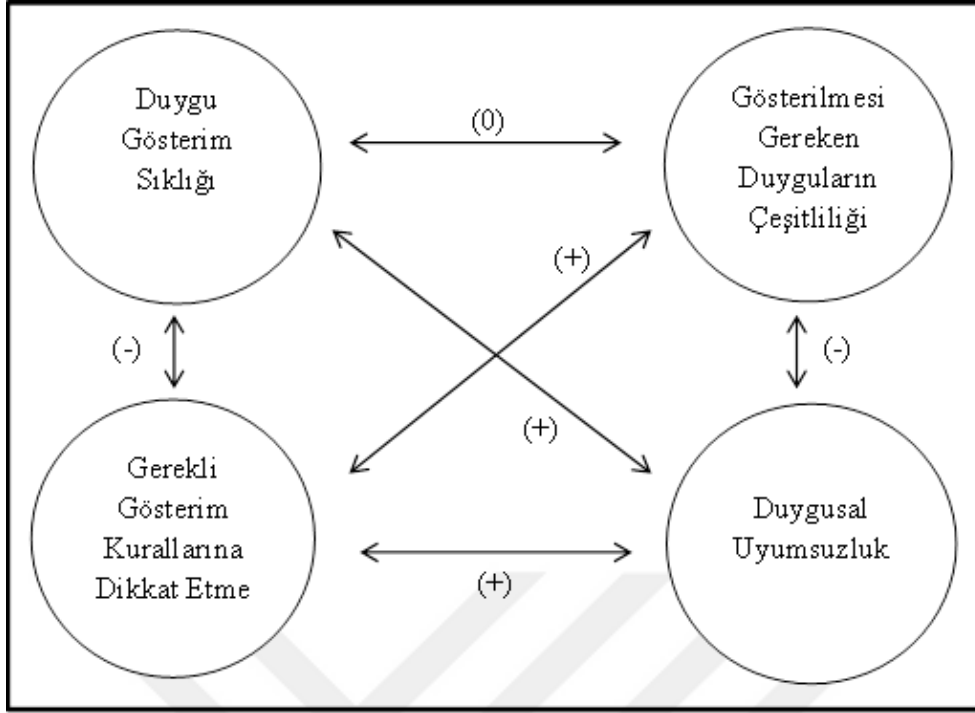 Duygu
Gösterim
Sıklığı
(0)
Gösterilmesi
Gereken
Duyguların
Çeşitliliği
(+)
(-)
(-)
(+)
Gerekli
Gösterim
Kurallarına
Dikkat Etme
(+)
Duygusal
Uyumsuzluk